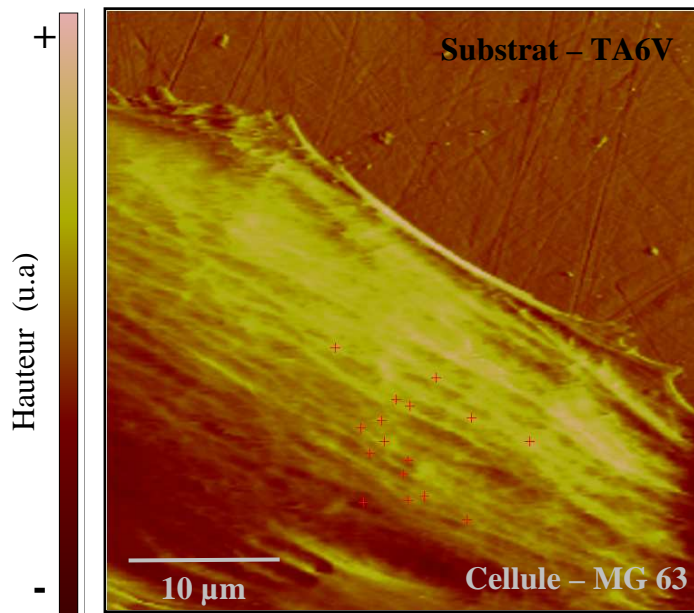 +
Substrat – TA6V
Hauteur (u.a)
-
10 µm
Cellule – MG 63